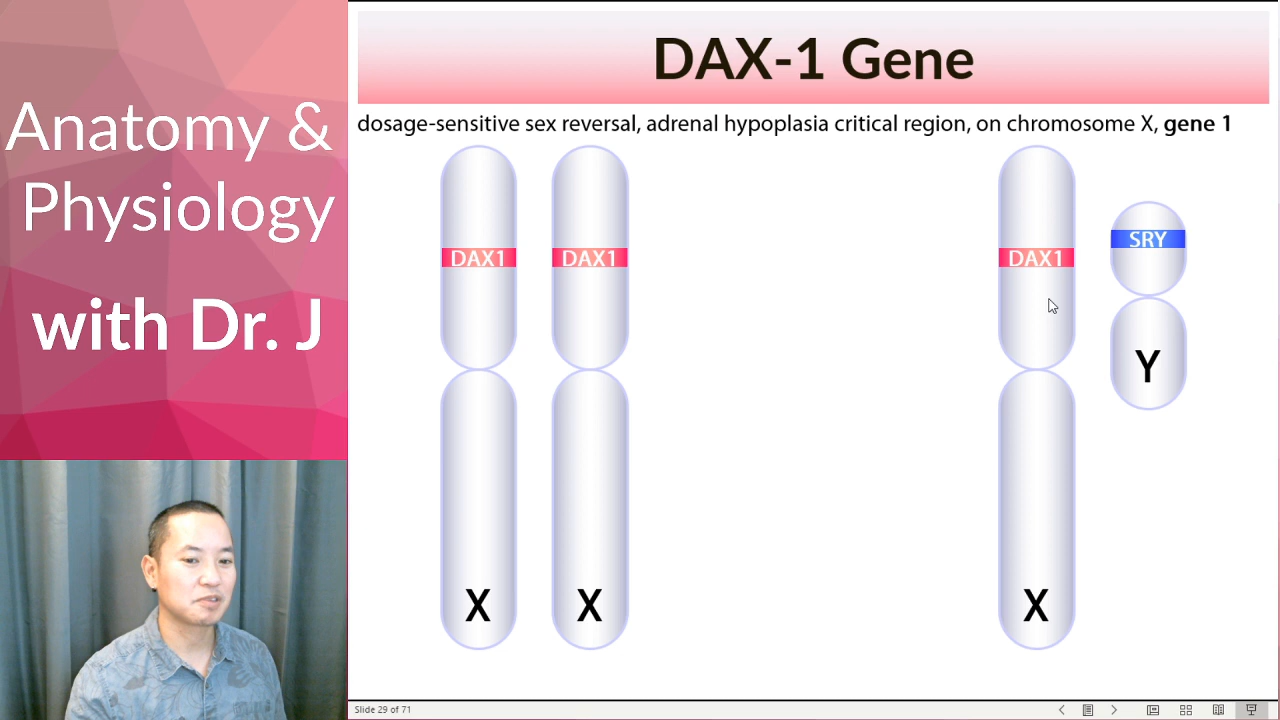 Anatomy &
Physiology
with Dr. J
DAX-1 Gene
dosage-sensitive sex reversal, adrenal hypoplasia critical region, on chromosome X, gene 1
DAX1
DAX1
DAX1
SRY
Y
X
X
X
Slide 29 of 71